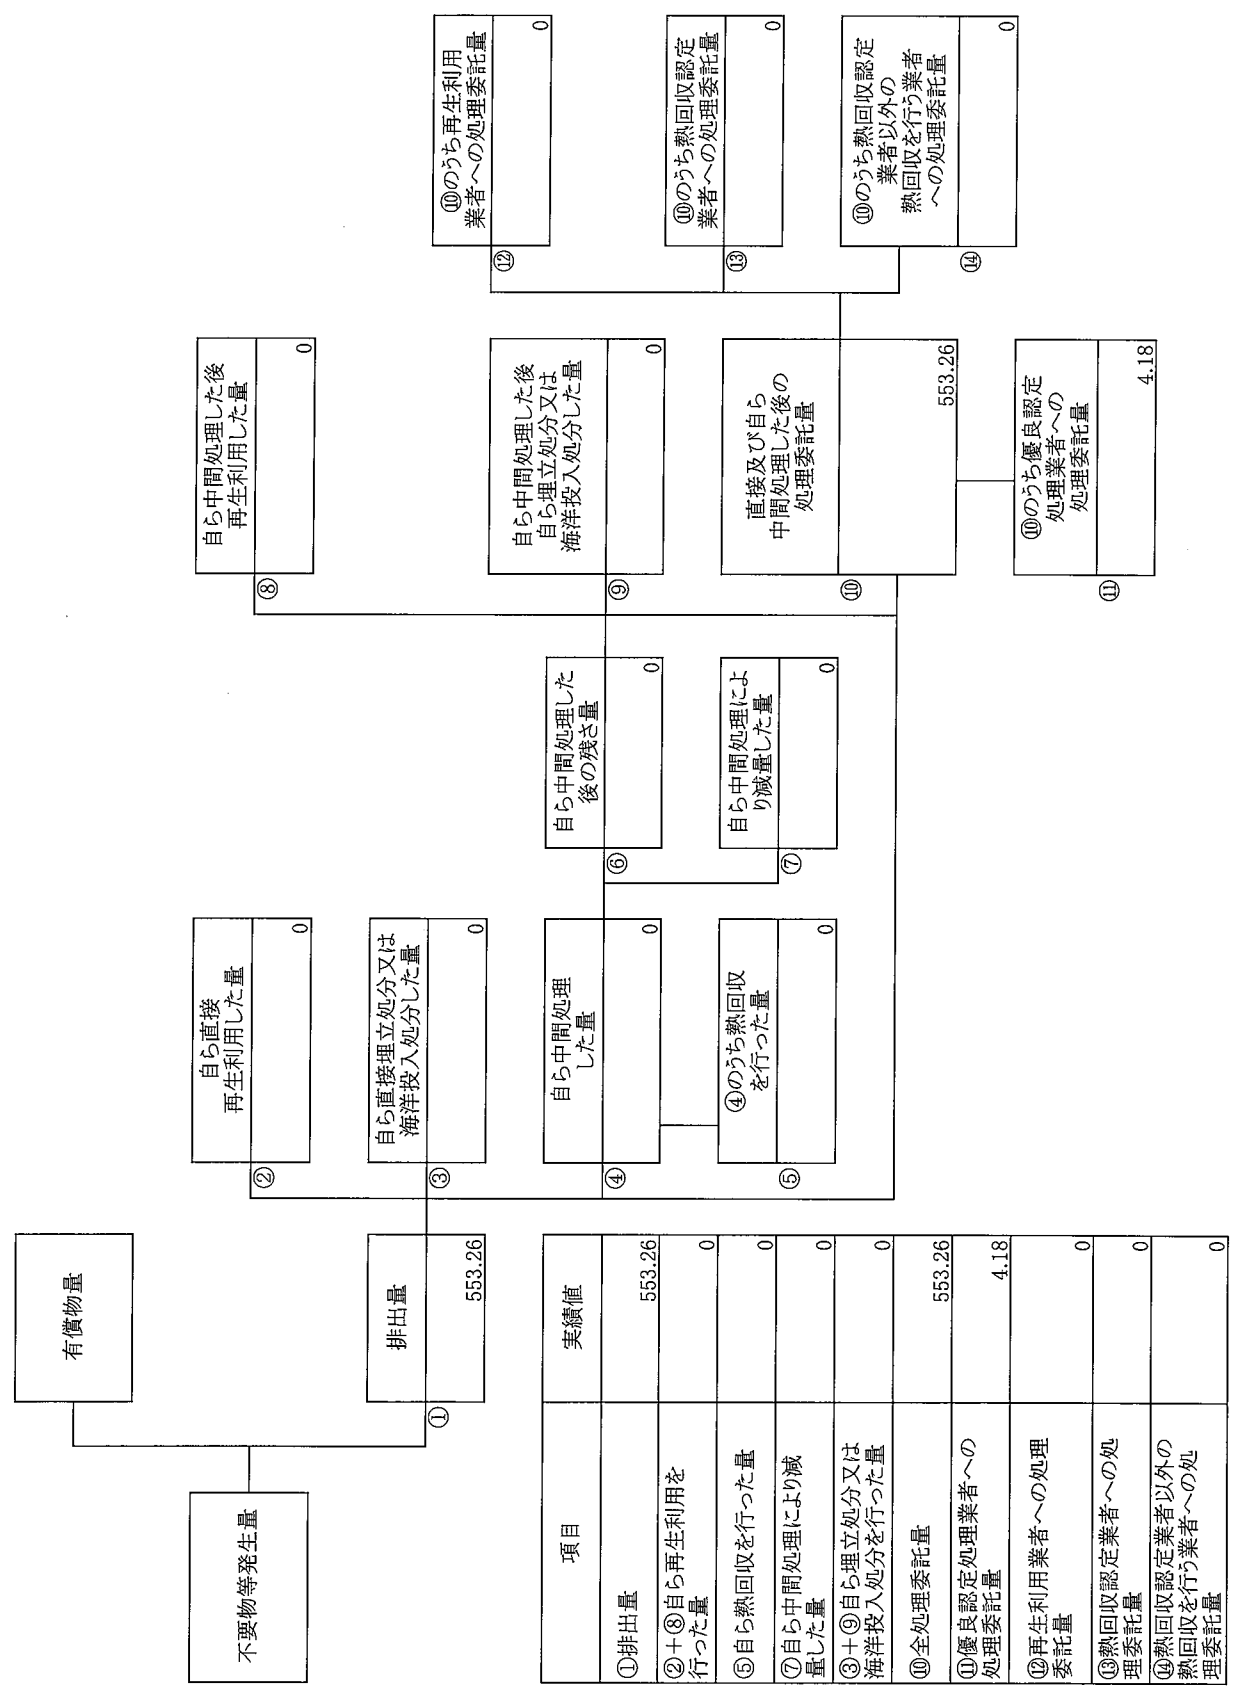 不要物等発生量
有償物量
排出量
①
553.26
自ら直接
再生利用した量
②
0
自ら直接埋立処分又は
海洋投入処分した量
③
0
自ら中間処理
した量
④
0
④のうち熱回収
を行った量
⑤
0
自ら中間処理した
後の残さ量
⑥
0
自ら中間処理によ
り減量した量
⑦
0
自ら中間処理した後
再生利用した量
⑧
0
自ら中間処理した後
自ら埋立処分又は
海洋投入処分した量
⑨
0
直接及び自ら
中間処理した後の
処理委託量
⑩
553.26
⑩のうち優良認定
処理業者への
処理委託量
⑪
4.18
⑩のうち再生利用
業者への処理委託量
⑫
0
⑩のうち熱回収認定
業者への処理委託量
⑬
0
⑩のうち熱回収認定
業者以外の
熱回収を行う業者
への処理委託量
⑭
0
項目 実績値
①排出量 553.26
②+⑧自ら再生利用を
行った量 0
⑤自ら熱回収を行った量 0
⑦自ら中間処理により減
量した量 0
③+⑨自ら埋立処分又は
海洋投入処分を行った量 0
⑩全処理委託量 553.26
⑪優良認定処理業者への
処理委託量 4.18
⑫再生利用業者への処理
委託量 0
⑬熱回収認定業者への処
理委託量 0
⑭熱回収認定業者以外の
熱回収を行う業者への処
理委託量 0